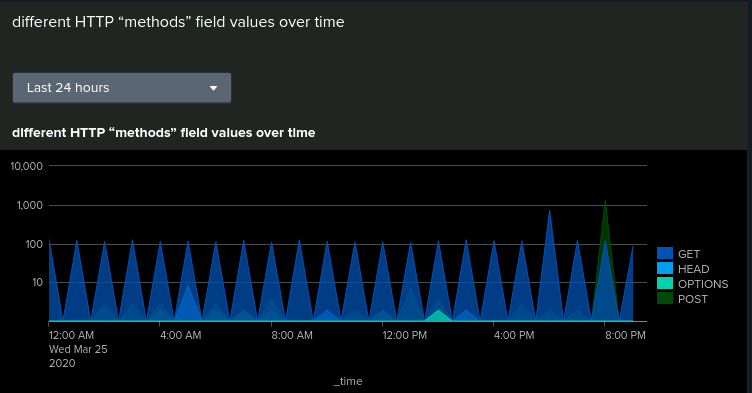 different HTTP “methods” field values over time
Last 24 hours
different HTTP “methods” field values over time
10,000
1,000
100
10
GET
HEAD
OPTIONS
POST
12:00 AM
Wed Mar 25
2020
4:00 AM
8:00 AM
12:00 PM
4:00 PM
8:00 PM
_time